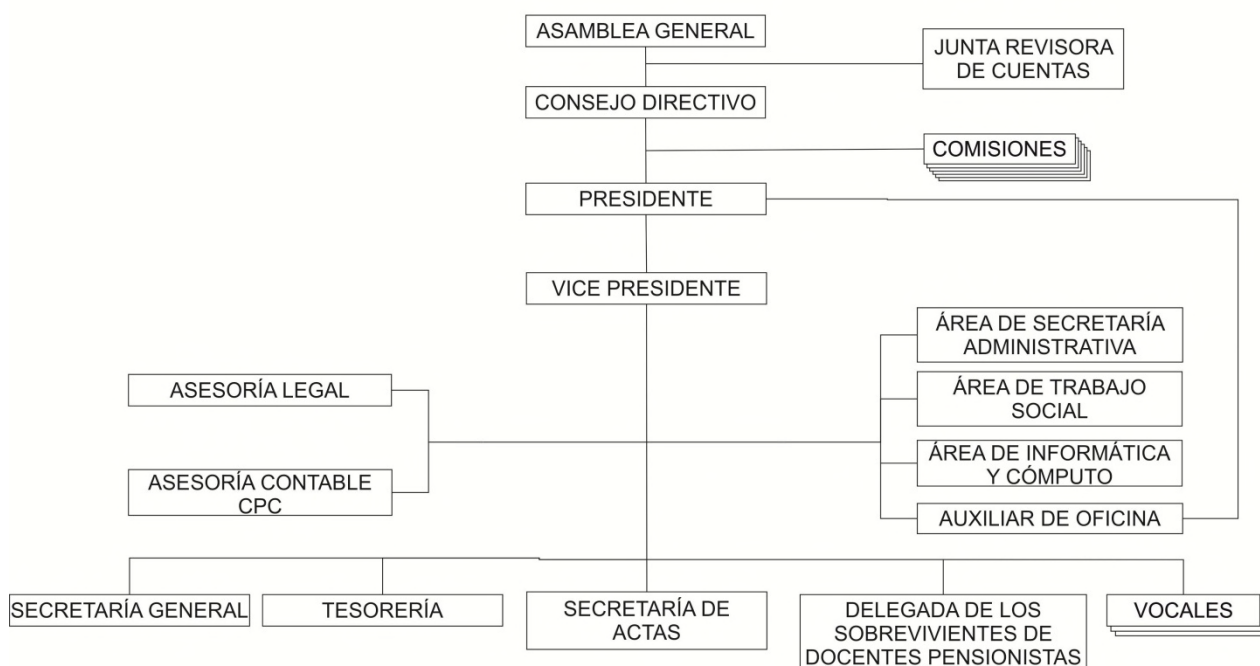 ASAMBLEA GENERAL
JUNTA REVISORA
DE CUENTAS
CONSEJO DIRECTIVO
COMISIONES
PRESIDENTE
VICE PRESIDENTE
ÁREA DE SECRETARÍA
ADMINISTRATIVA
ASESORÍA LEGAL
ÁREA DE TRABAJO
SOCIAL
ÁREA DE INFORMÁTICA
Y CÓMPUTO
ASESORÍA CONTABLE
CPC
AUXILIAR DE OFICINA
SECRETARÍA GENERAL
TESORERÍA
SECRETARÍA DE
ACTAS
DELEGADA DE LOS
SOBREVIVIENTES DE
DOCENTES PENSIONISTAS
VOCALES